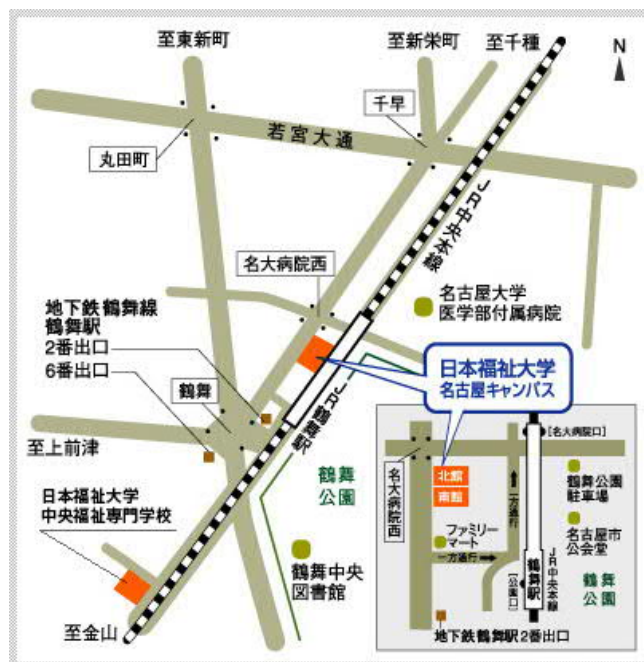 至東新町
至新栄町
至千種
N
千早
若宮大通
丸田町
JR中央本線
名大病院西
名古屋大学
医学部付属病院
地下鉄鶴舞線
鶴舞駅
2番出口
6番出口
鶴舞
JR鶴舞駅
日本福祉大学
名古屋キャンパス
至上前津
鶴舞
公園
日本福祉大学
中央福祉専門学校
鶴舞中央
図書館
至金山
[名大病院口]
名大病院西
北館
南館
一方通行
鶴舞公園
駐車場
ファミリー
マート
名古屋市
公会堂
一方通行
JR中央本線
鶴舞駅
[公園口]
鶴舞
公園
地下鉄鶴舞駅2番出口